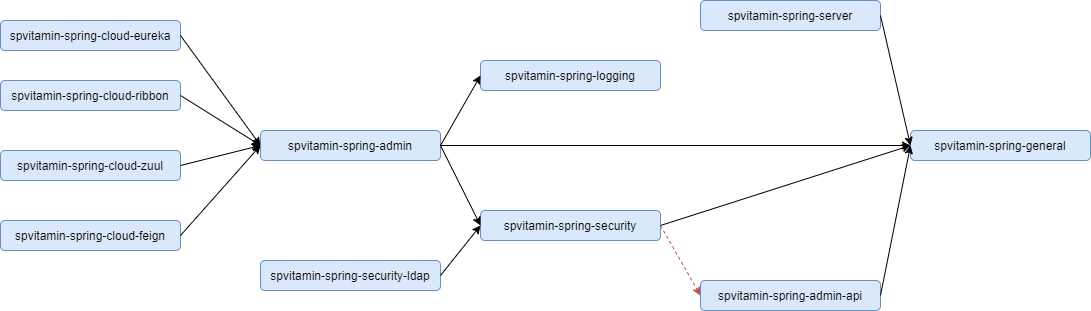 spvitamin-spring-server
spvitamin-spring-cloud-eureka
spvitamin-spring-logging
spvitamin-spring-cloud-ribbon
spvitamin-spring-admin
spvitamin-spring-general
spvitamin-spring-cloud-zuul
spvitamin-spring-security
spvitamin-spring-cloud-feign
spvitamin-spring-security-ldap
spvitamin-spring-admin-api